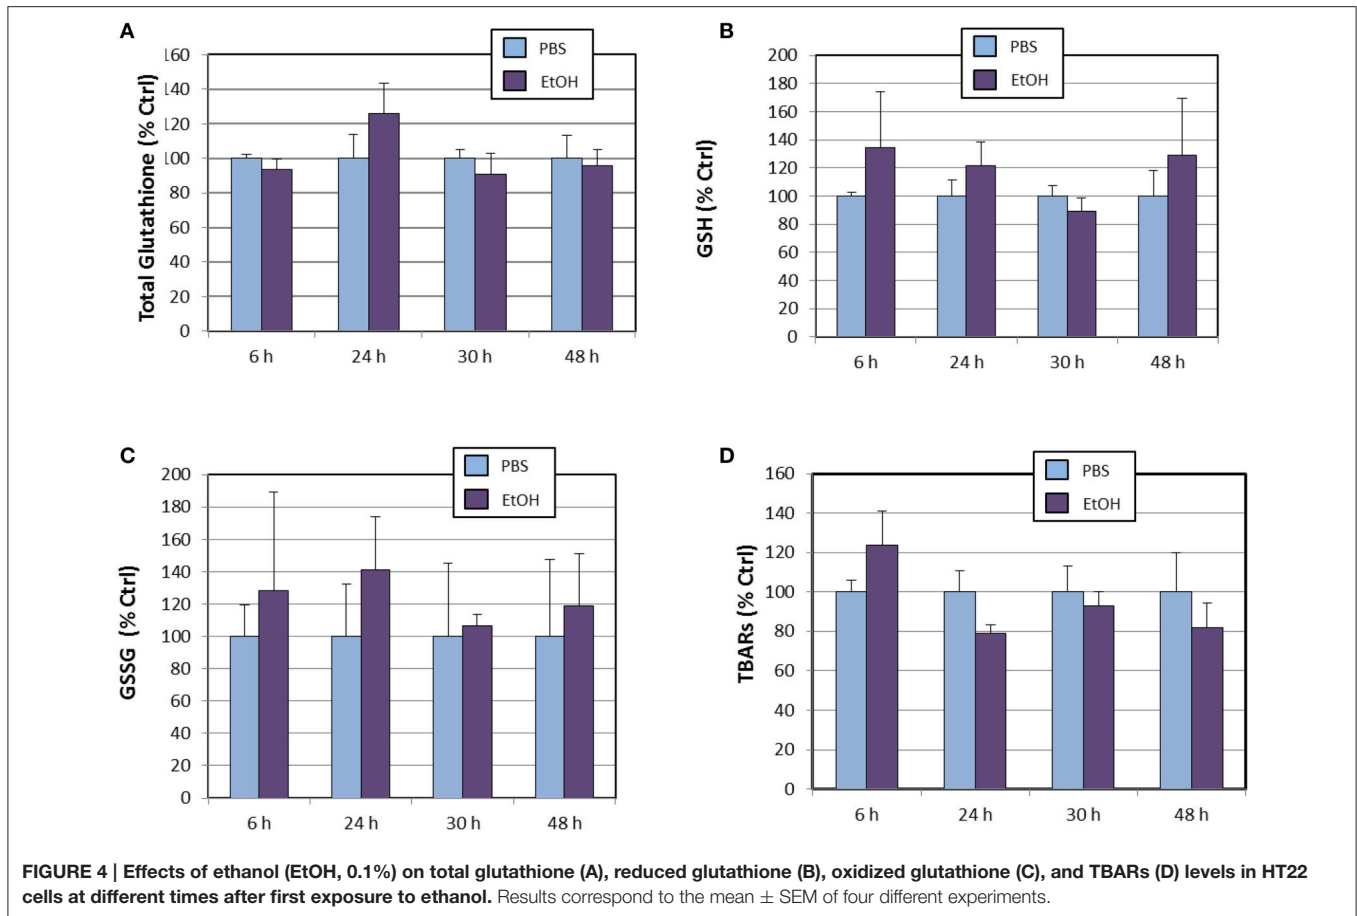 A
Total Glutathione (% Ctrl)
160
140
120
100
80
60
40
20
0
PBS
EtOH
6 h
24 h
30 h
48 h
B
GSH (% Ctrl)
200
180
160
140
120
100
80
60
40
20
0
PBS
EtOH
6 h
24 h
30 h
48 h
C
GSSG (% Ctrl)
200
180
160
140
120
100
80
60
40
20
0
PBS
EtOH
6 h
24 h
30 h
48 h
D
TBARs (% Ctrl)
160
140
120
100
80
60
40
20
0
PBS
EtOH
6 h
24 h
30 h
48 h
FIGURE 4 | Effects of ethanol (EtOH, 0.1%) on total glutathione (A), reduced glutathione (B), oxidized glutathione (C), and TBARs (D) levels in HT22
cells at different times after first exposure to ethanol. Results correspond to the mean ± SEM of four different experiments.